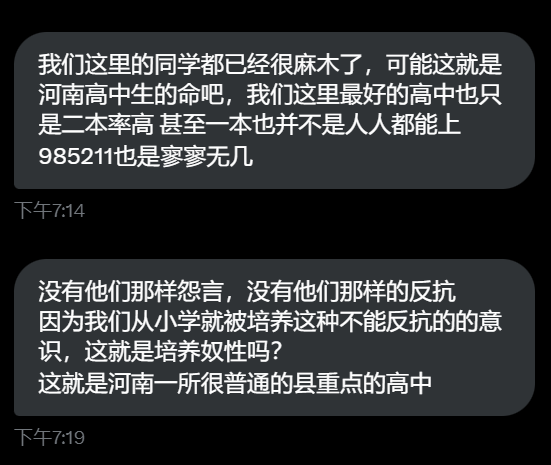 我们这里的同学都已经很麻木了，可能这就是
河南高中生的命吧，我们这里最好的高中也只
是二本率高 甚至一本也并不是人人都能上
985211也是寥寥无几
下午7:14
没有他们那样怨言，没有他们那样的反抗
因为我们从小学就被培养这种不能反抗的的意
识，这就是培养奴性吗？
这就是河南一所很普通的县重点的高中
下午7:19